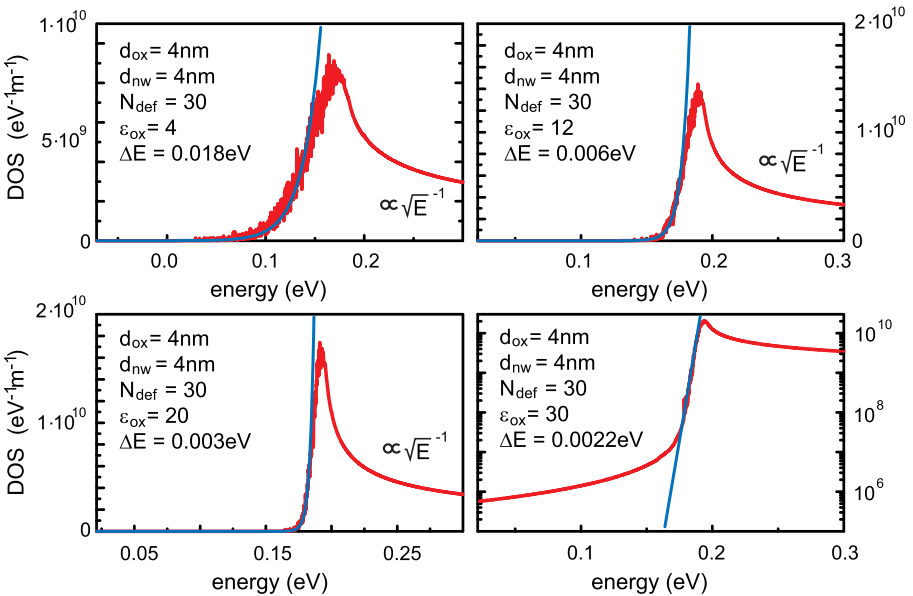 1·10¹⁰
5·10⁹
0
DOS (eV⁻¹m⁻¹)
d_ox = 4nm
d_nw = 4nm
N_def = 30
ε_ox = 4
ΔE = 0.018eV
∝√E ⁻¹
0.0 0.1 0.2
energy (eV)
d_ox = 4nm
d_nw = 4nm
N_def = 30
ε_ox = 12
ΔE = 0.006eV
∝√E ⁻¹
2·10¹⁰
1·10¹⁰
0
0.1 0.2 0.3
energy (eV)
2·10¹⁰
1·10¹⁰
0
DOS (eV⁻¹m⁻¹)
d_ox = 4nm
d_nw = 4nm
N_def = 30
ε_ox = 20
ΔE = 0.003eV
∝√E ⁻¹
0.05 0.15 0.25
energy (eV)
d_ox = 4nm
d_nw = 4nm
N_def = 30
ε_ox = 30
ΔE = 0.0022eV
10¹⁰
10⁸
10⁶
0.1 0.2 0.3
energy (eV)